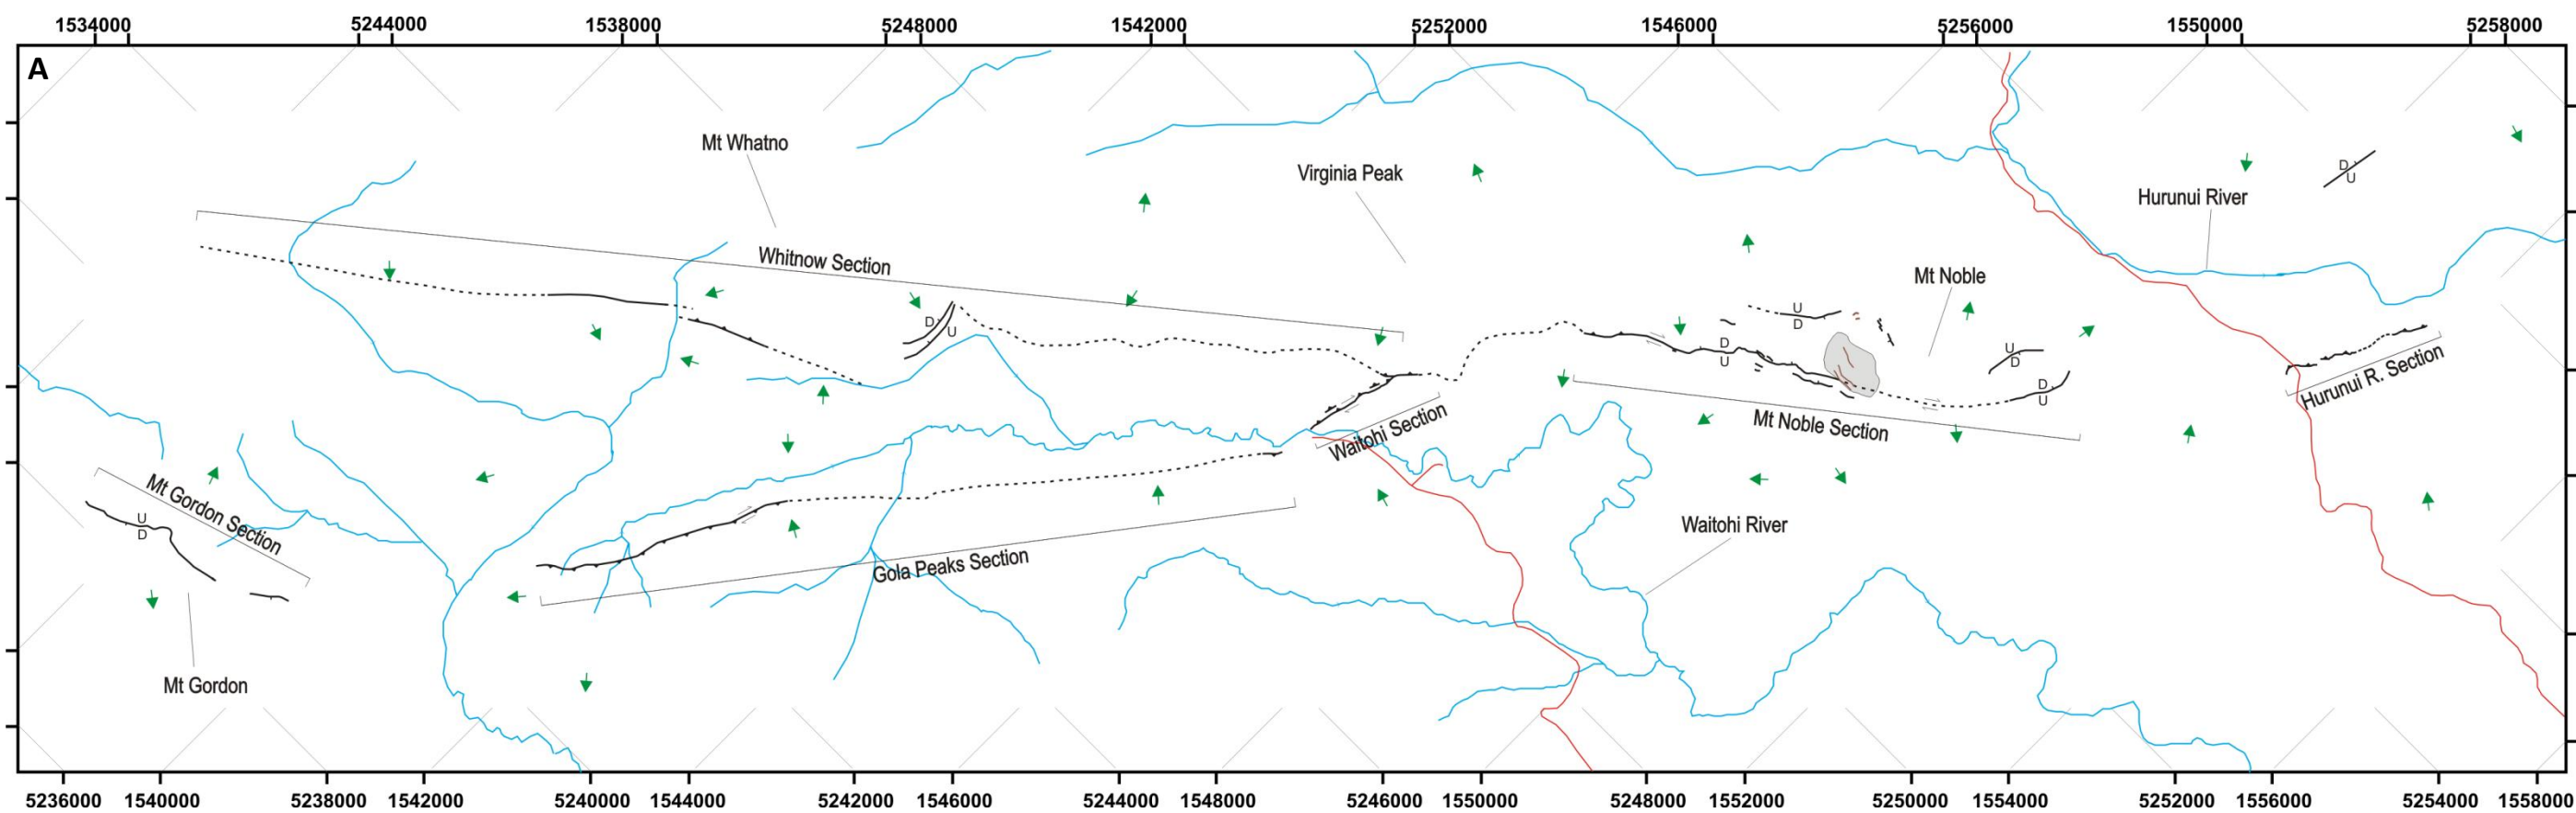 1534000 5244000 1538000 5248000 1542000 5252000 1546000 5256000 1550000 5258000
A
Mt Whatno
Virginia Peak
D
U
Hurunui River
Whitnow Section
Mt Noble
D
U
U
D
D
U
U
D
D
U
Hurunui R. Section
Waitohi Section
Mt Noble Section
Mt Gordon Section
U
D
Waitohi River
Gola Peaks Section
Mt Gordon
5236000 1540000 5238000 1542000 5240000 1544000 5242000 1546000 5244000 1548000 5246000 1550000 5248000 1552000 5250000 1554000 5252000 1556000 5254000 1558000